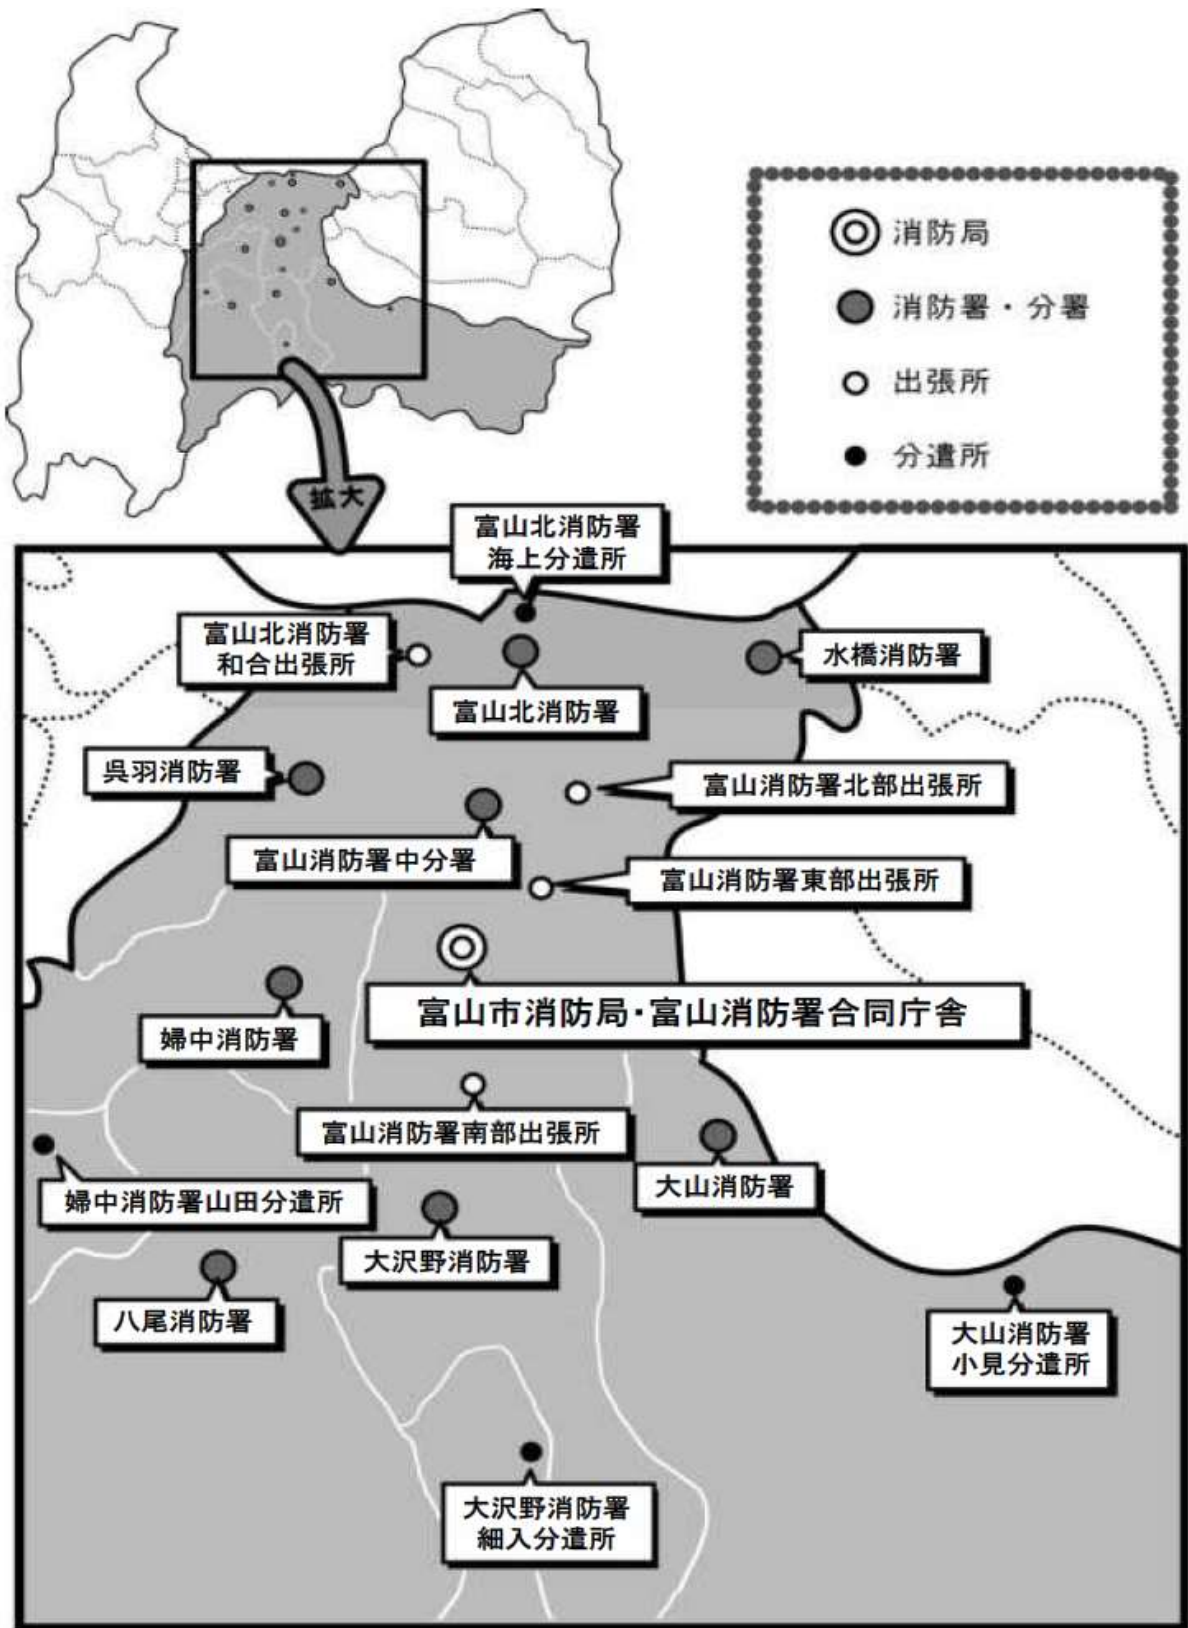 消防局
消防署・分署
出張所
分遣所
拡大
富山北消防署
海上分遣所
富山北消防署
和合出張所
水橋消防署
富山北消防署
呉羽消防署
富山消防署北部出張所
富山消防署中分署
富山消防署東部出張所
富山市消防局・富山消防署合同庁舎
婦中消防署
富山消防署南部出張所
大山消防署
婦中消防署山田分遣所
大沢野消防署
八尾消防署
大山消防署
小見分遣所
大沢野消防署
細入分遣所